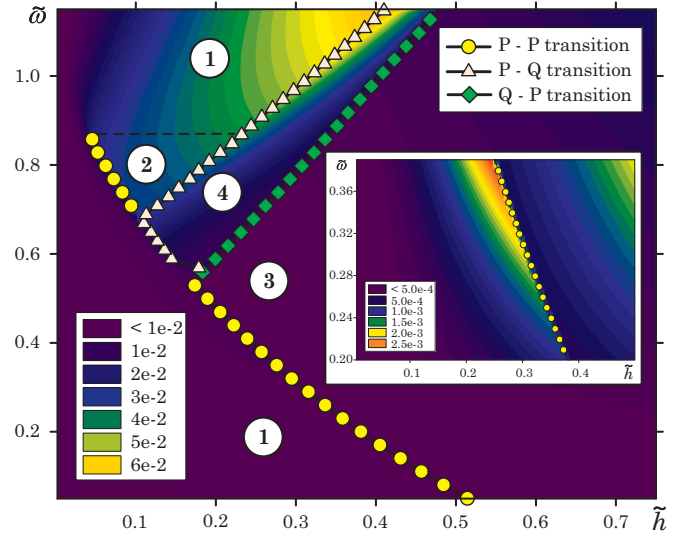 ω̃
1.0
0.8
0.6
0.4
0.2
0.1
0.2
0.3
0.4
0.5
0.6
0.7
h̃
1
2
4
3
1
P - P transition
P - Q transition
Q - P transition
< 1e-2
1e-2
2e-2
3e-2
4e-2
5e-2
6e-2
ω̃
0.36
0.32
0.28
0.24
0.20
< 5.0e-4
5.0e-4
1.0e-3
1.5e-3
2.0e-3
2.5e-3
0.1
0.2
0.3
0.4
h̃